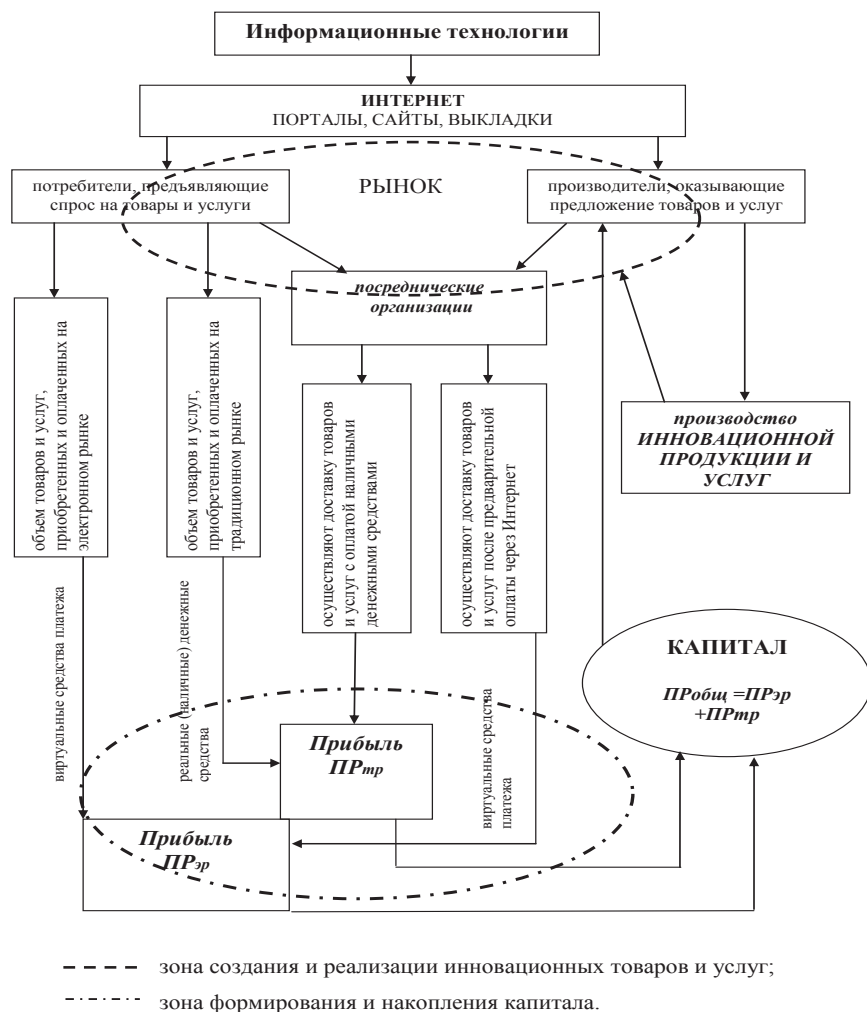 Информационные технологии
ИНТЕРНЕТ
ПОРТАЛЫ, САЙТЫ, ВЫКЛАДКИ
потребители, предъявляющие
спрос на товары и услуги
РЫНОК
производители, оказывающие
предложение товаров и услуг
посреднические
организации
объем товаров и услуг,
приобретенных и оплаченных на
электронном рынке
объем товаров и услуг,
приобретенных и оплаченных на
традиционном рынке
осуществляют доставку товаров
и услуг с оплатой наличными
денежными средствами
осуществляют доставку товаров
и услуг после предварительной
оплаты через Интернет
производство
ИННОВАЦИОННОЙ
ПРОДУКЦИИ И
УСЛУГ
виртуальные средства платежа
реальные (наличные) денежные
средства
виртуальные средства
платежа
КАПИТАЛ
ПРобщ =ПРэр
+ПРтр
Прибыль
ПРтр
Прибыль
ПРэр
зона создания и реализации инновационных товаров и услуг;
зона формирования и накопления капитала.